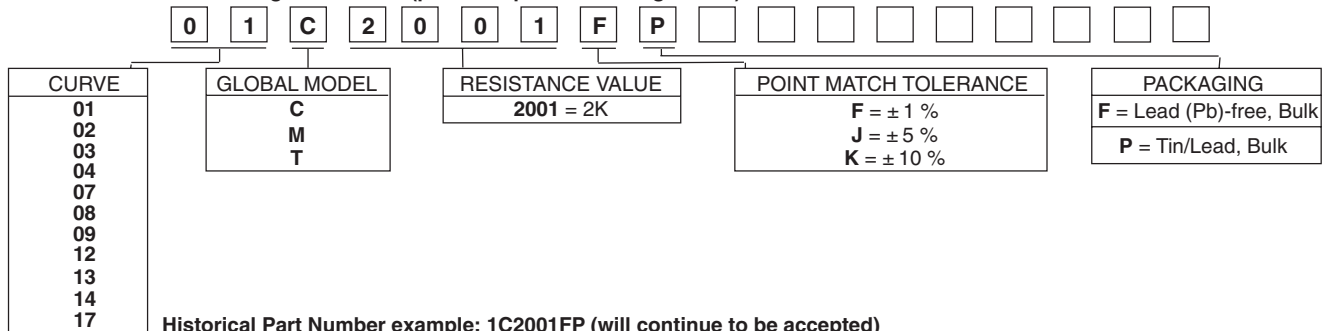 0 1 C 2 0 0 1 F P
CURVE
01
02
03
04
07
08
09
12
13
14
17
GLOBAL MODEL
C
M
T
RESISTANCE VALUE
2001 = 2K
POINT MATCH TOLERANCE
F = ± 1 %
J = ± 5 %
K = ± 10 %
PACKAGING
F = Lead (Pb)-free, Bulk
P = Tin/Lead, Bulk
Historical Part Number example: 1C2001FP (will continue to be accepted)